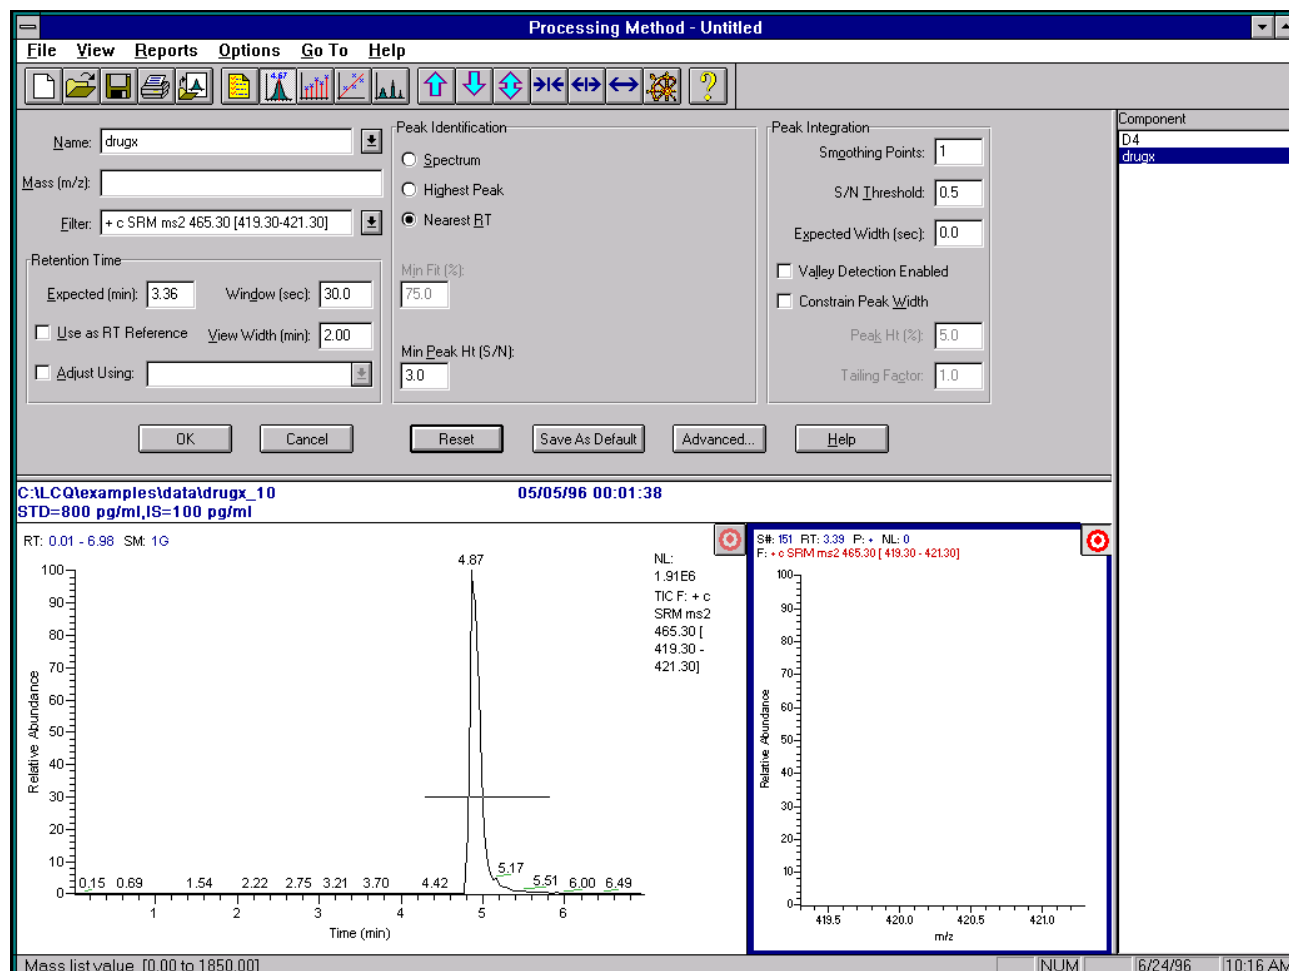 Processing Method - Untitled
File View Reports Options Go To Help
4.67
Name: drugx
Mass (m/z):
Filter: + c SRM ms2 465.30 [419.30-421.30]
Retention Time
Expected (min): 3.36 Window (sec): 30.0
Use as RT Reference View Width (min): 2.00
Adjust Using:
Peak Identification
Spectrum
Highest Peak
Nearest RT
Min Fit (%):
75.0
Min Peak Ht (S/N):
3.0
Peak Integration
Smoothing Points: 1
S/N Threshold: 0.5
Expected Width (sec): 0.0
Valley Detection Enabled
Constrain Peak Width
Peak Ht (%): 5.0
Tailing Factor: 1.0
OK Cancel Reset Save As Default Advanced... Help
Component
D4
drugx
C:\LCQ\examples\data\drugx_10 05/05/96 00:01:38
STD=800 pg/ml,IS=100 pg/ml
RT: 0.01 - 6.98 SM: 1G
4.87
NL:
1.91E6
TIC F: + c
SRM ms2
465.30 [
419.30 -
421.30]
100
90
80
70
60
50
40
30
20
10
0
Relative Abundance
0.15 0.69 1.54 2.22 2.75 3.21 3.70 4.42 5.17 5.51 6.00 6.49
1 2 3 4 5 6
Time (min)
S#: 151 RT: 3.39 P: + NL: 0
F: + c SRM ms2 465.30 [ 419.30 - 421.30]
100
90
80
70
60
50
40
30
20
10
0
Relative Abundance
419.5 420.0 420.5 421.0
m/z
Mass list value [0.00 to 1850.00] NUM 6/24/96 10:16 AM